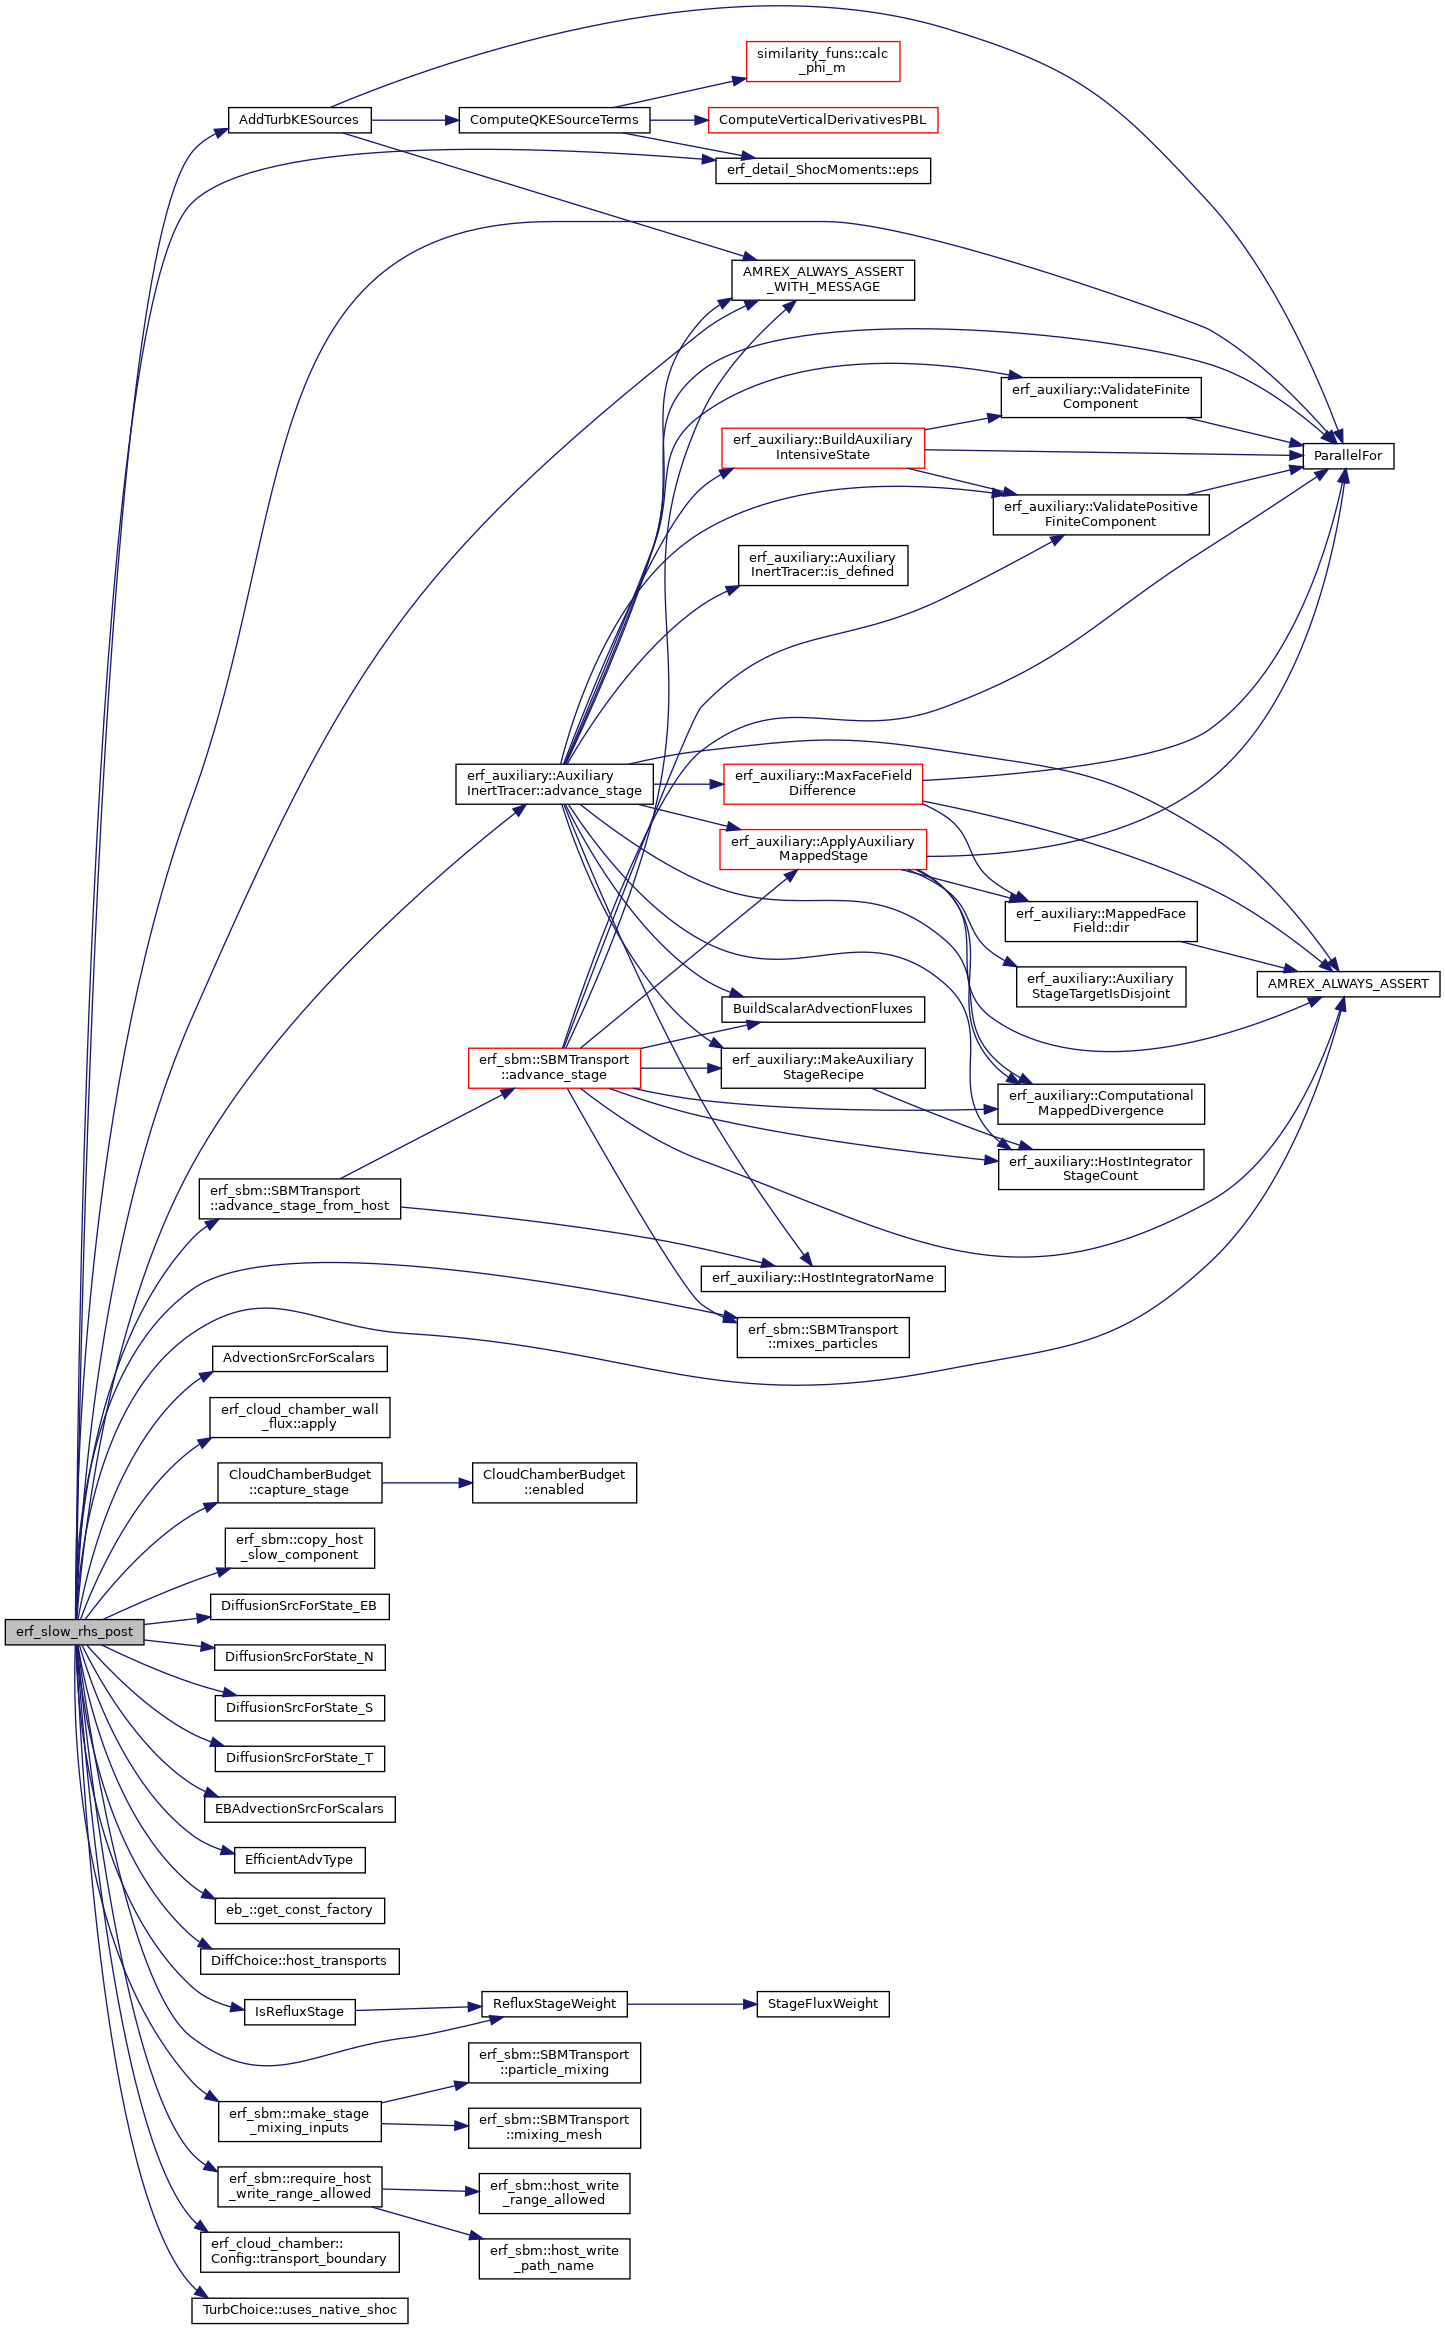 similarity_funs::calc
_phi_m
AddTurbKESources
ComputeQKESourceTerms
ComputeVerticalDerivativesPBL
erf_detail_ShocMoments::eps
AMREX_ALWAYS_ASSERT
_WITH_MESSAGE
erf_auxiliary::ValidateFinite
Component
erf_auxiliary::BuildAuxiliary
IntensiveState
ParallelFor
erf_auxiliary::ValidatePositive
FiniteComponent
erf_auxiliary::Auxiliary
InertTracer::is_defined
erf_auxiliary::Auxiliary
InertTracer::advance_stage
erf_auxiliary::MaxFaceField
Difference
erf_auxiliary::ApplyAuxiliary
MappedStage
erf_auxiliary::MappedFace
Field::dir
erf_auxiliary::Auxiliary
StageTargetIsDisjoint
AMREX_ALWAYS_ASSERT
BuildScalarAdvectionFluxes
erf_sbm::SBMTransport
::advance_stage
erf_auxiliary::MakeAuxiliary
StageRecipe
erf_auxiliary::Computational
MappedDivergence
erf_auxiliary::HostIntegrator
StageCount
erf_sbm::SBMTransport
::advance_stage_from_host
erf_auxiliary::HostIntegratorName
erf_sbm::SBMTransport
::mixes_particles
AdvectionSrcForScalars
erf_cloud_chamber_wall
_flux::apply
CloudChamberBudget
::capture_stage
CloudChamberBudget
::enabled
erf_sbm::copy_host
_slow_component
DiffusionSrcForState_EB
erf_slow_rhs_post
DiffusionSrcForState_N
DiffusionSrcForState_S
DiffusionSrcForState_T
EBAdvectionSrcForScalars
EfficientAdvType
eb_::get_const_factory
DiffChoice::host_transports
IsRefluxStage
RefluxStageWeight
StageFluxWeight
erf_sbm::SBMTransport
::particle_mixing
erf_sbm::make_stage
_mixing_inputs
erf_sbm::SBMTransport
::mixing_mesh
erf_sbm::require_host
_write_range_allowed
erf_sbm::host_write
_range_allowed
erf_cloud_chamber::
Config::transport_boundary
erf_sbm::host_write
_path_name
TurbChoice::uses_native_shoc